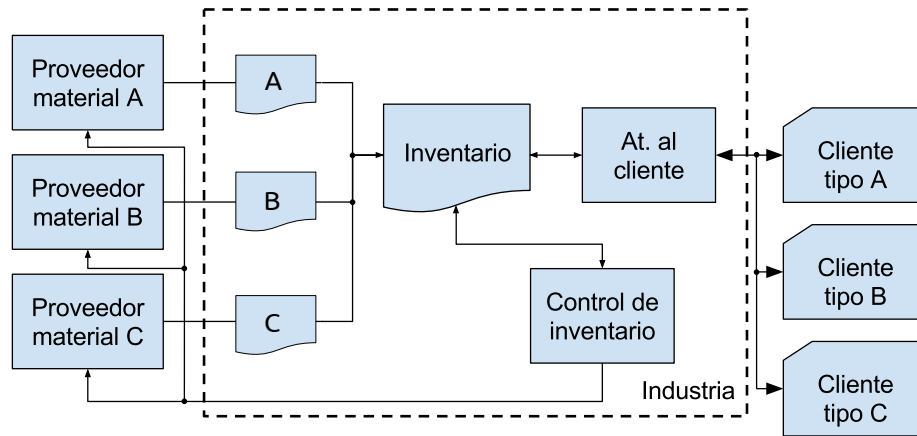 Proveedor
material A
Proveedor
material B
Proveedor
material C
A
B
C
Inventario
At. al
cliente
Control de
inventario
Industria
Cliente
tipo A
Cliente
tipo B
Cliente
tipo C